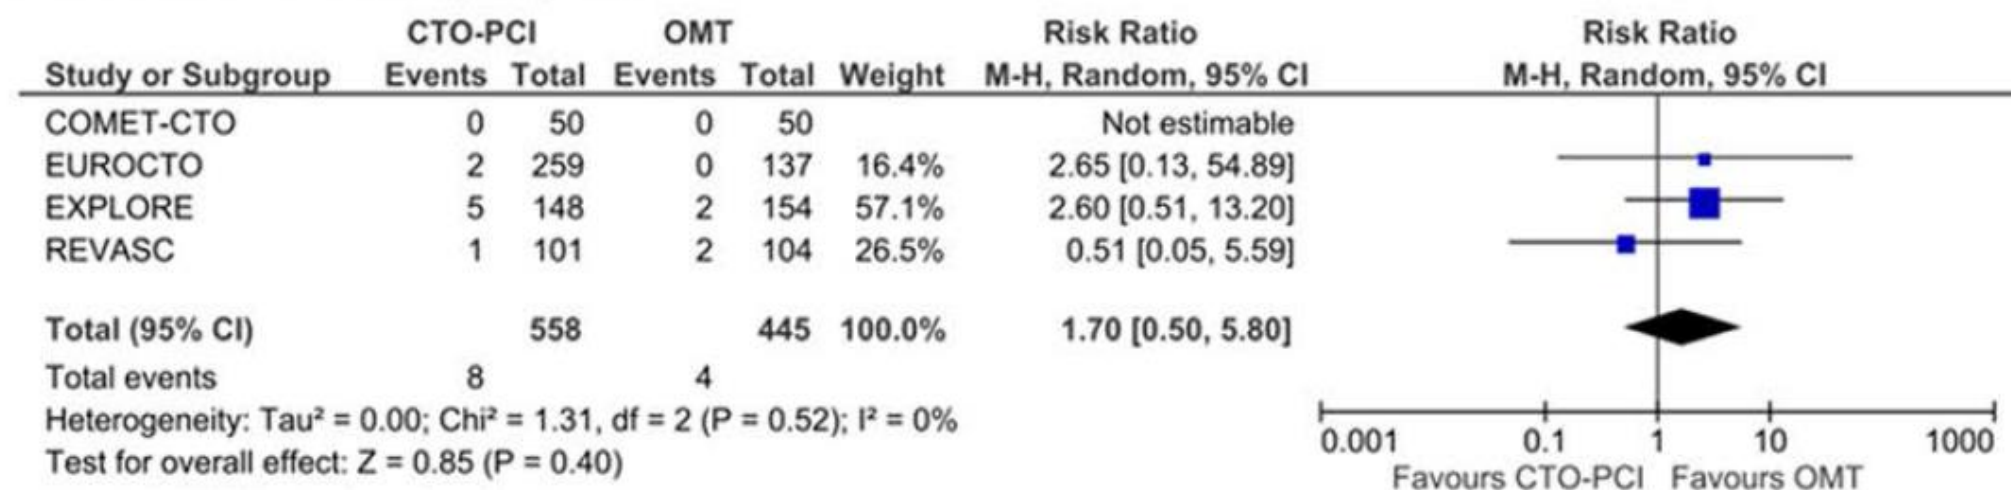 CTO-PCI OMT Risk Ratio Risk Ratio
Study or Subgroup Events Total Events Total Weight M-H, Random, 95% CI M-H, Random, 95% CI
COMET-CTO 0 50 0 50 Not estimable
EUROCTO 2 259 0 137 16.4% 2.65 [0.13, 54.89]
EXPLORE 5 148 2 154 57.1% 2.60 [0.51, 13.20]
REVASC 1 101 2 104 26.5% 0.51 [0.05, 5.59]
Total (95% CI) 558 445 100.0% 1.70 [0.50, 5.80]
Total events 8 4
Heterogeneity: Tau² = 0.00; Chi² = 1.31, df = 2 (P = 0.52); I² = 0%
Test for overall effect: Z = 0.85 (P = 0.40)
0.001 0.1 1 10 1000
Favours CTO-PCI Favours OMT